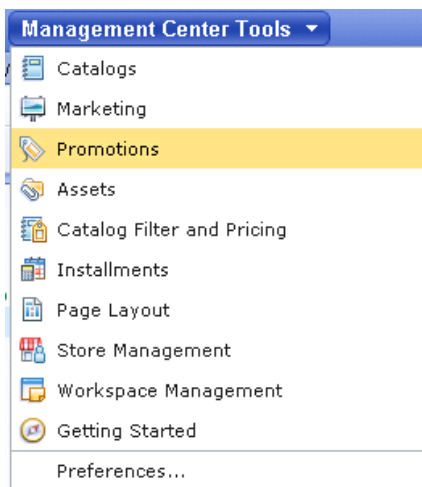 Management Center Tools
Catalogs
Marketing
Promotions
Assets
Catalog Filter and Pricing
Installments
Page Layout
Store Management
Workspace Management
Getting Started
Preferences...